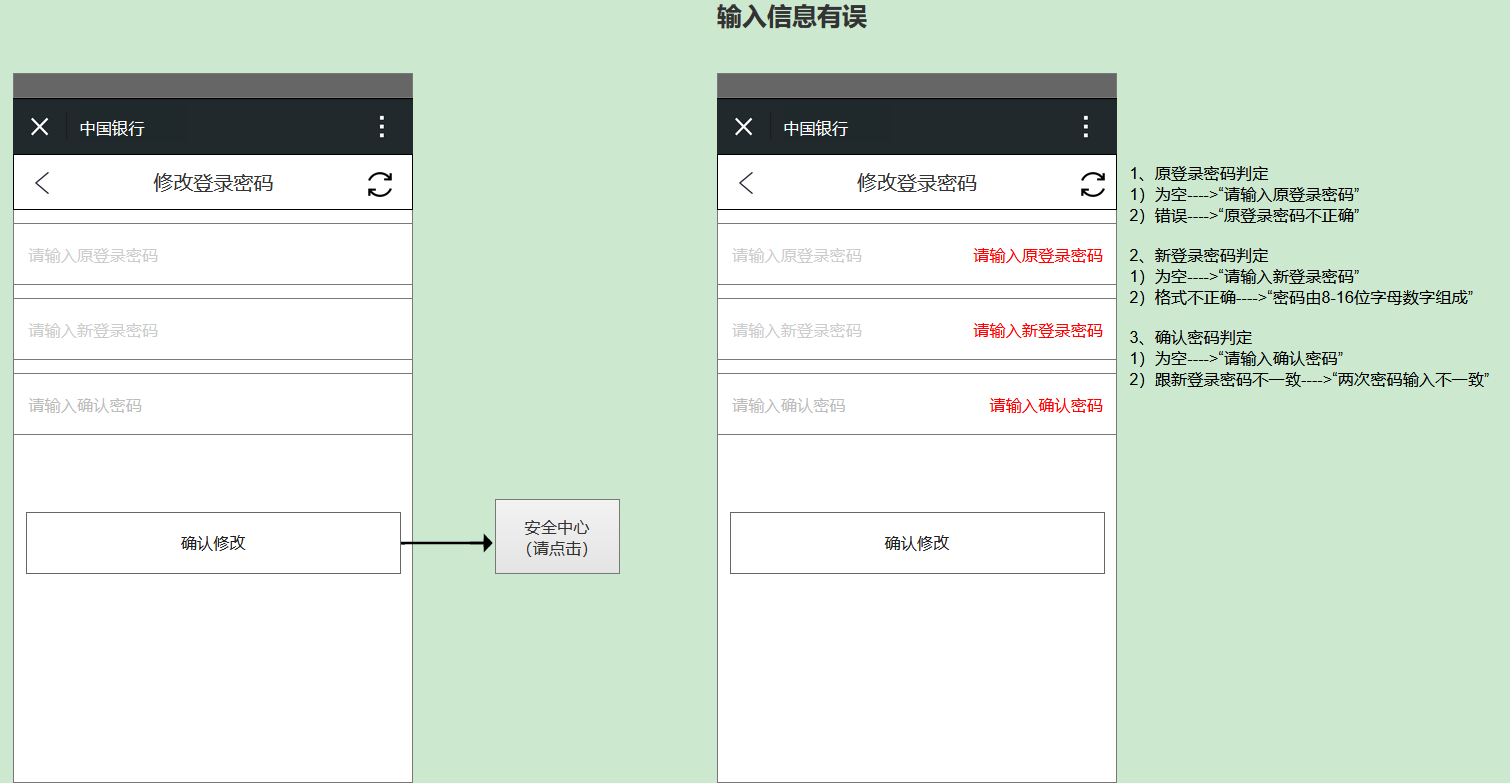 输入信息有误
中国银行
修改登录密码
请输入原登录密码
请输入新登录密码
请输入确认密码
确认修改
安全中心
（请点击）
中国银行
修改登录密码
请输入原登录密码 请输入原登录密码
请输入新登录密码 请输入新登录密码
请输入确认密码 请输入确认密码
确认修改
1、原登录密码判定
1）为空---->“请输入原登录密码”
2）错误---->“原登录密码不正确”
2、新登录密码判定
1）为空---->“请输入新登录密码”
2）格式不正确---->“密码由8-16位字母数字组成”
3、确认密码判定
1）为空---->“请输入确认密码”
2）跟新登录密码不一致---->“两次密码输入不一致”